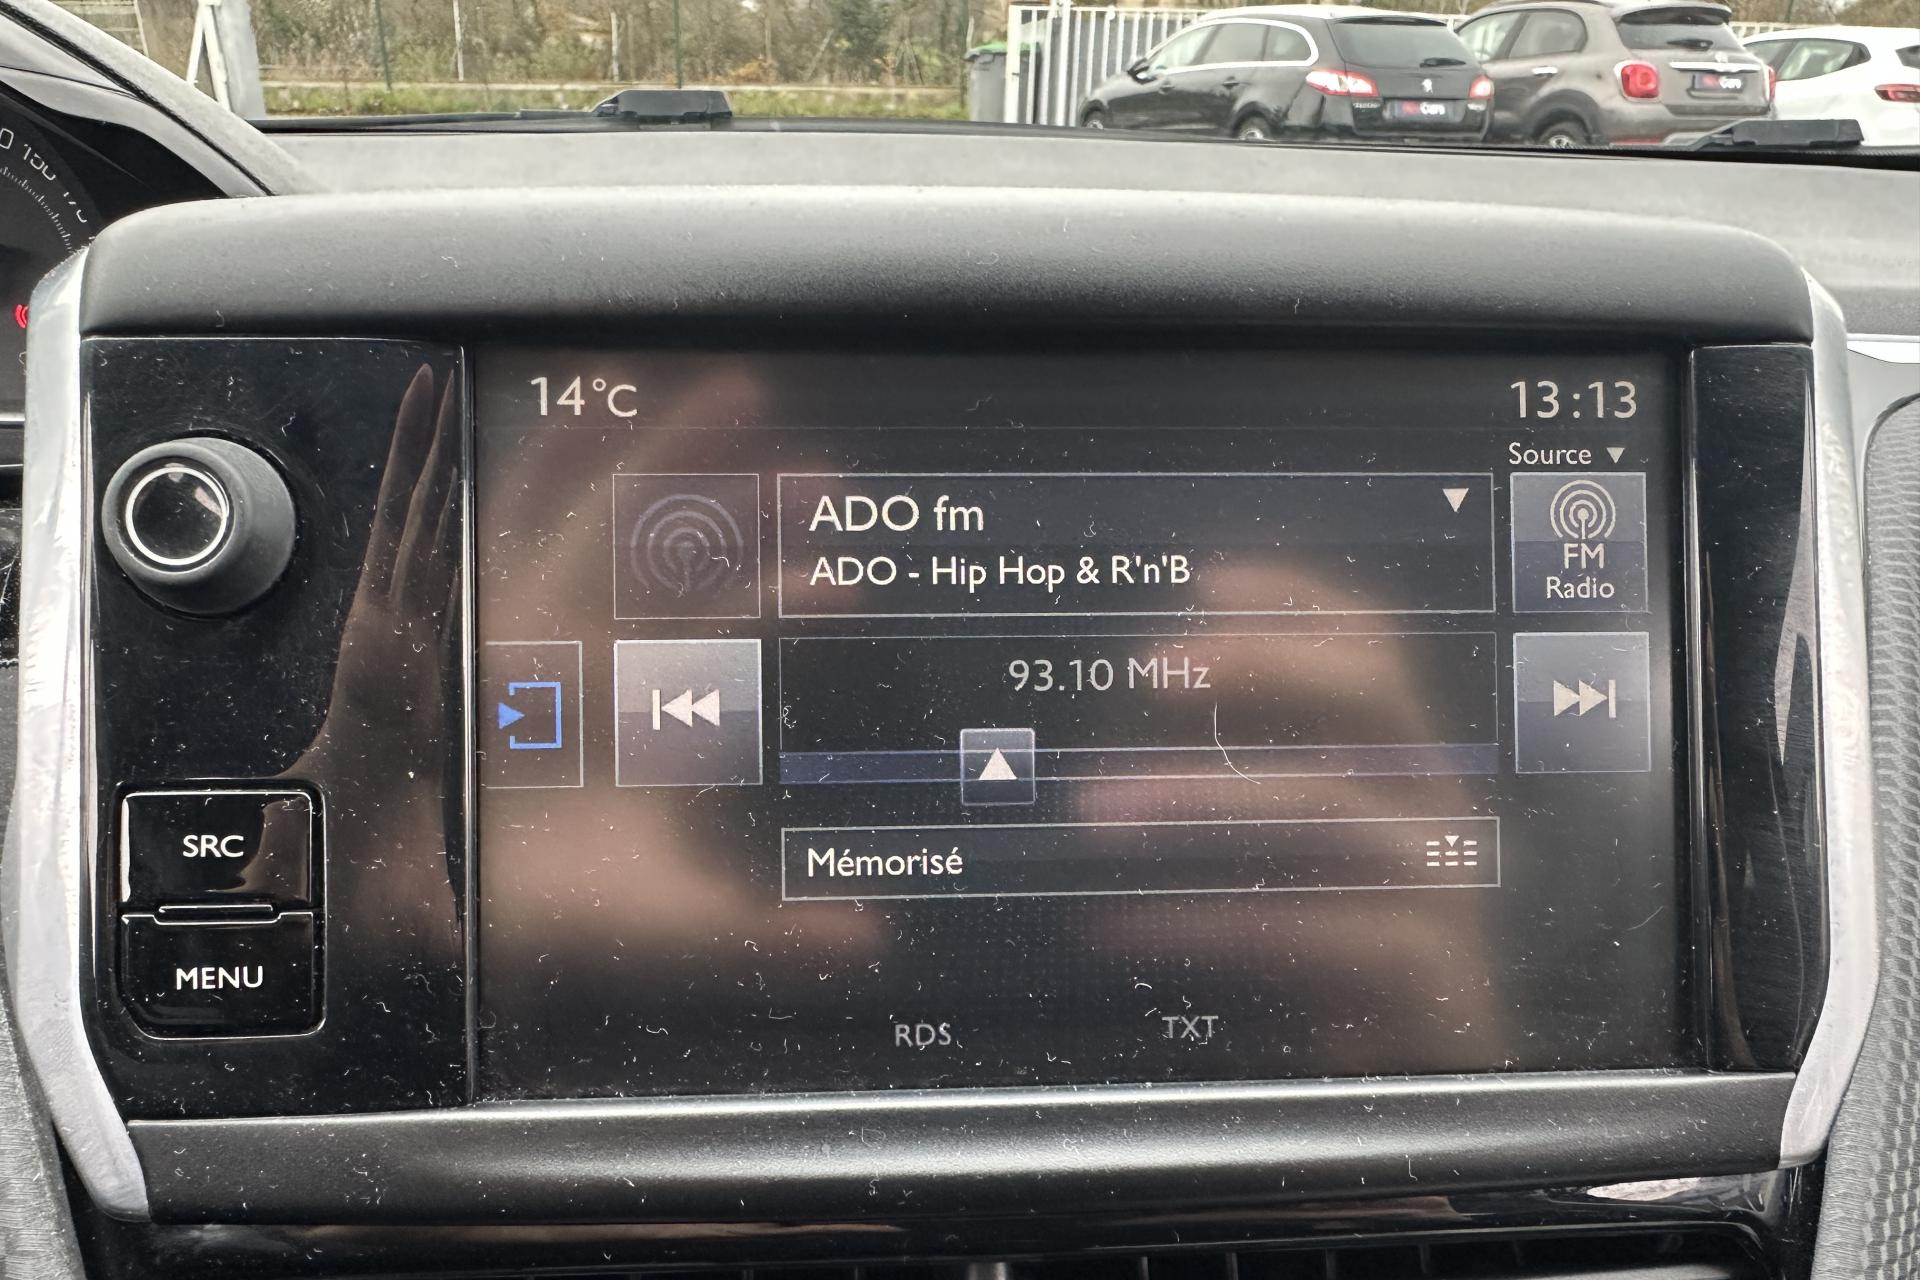 14°C
13:13
Source
ADO fm
ADO - Hip Hop & R'n'B
FM
Radio
93.10 MHz
SRC
Mémorisé
MENU
RDS
TXT